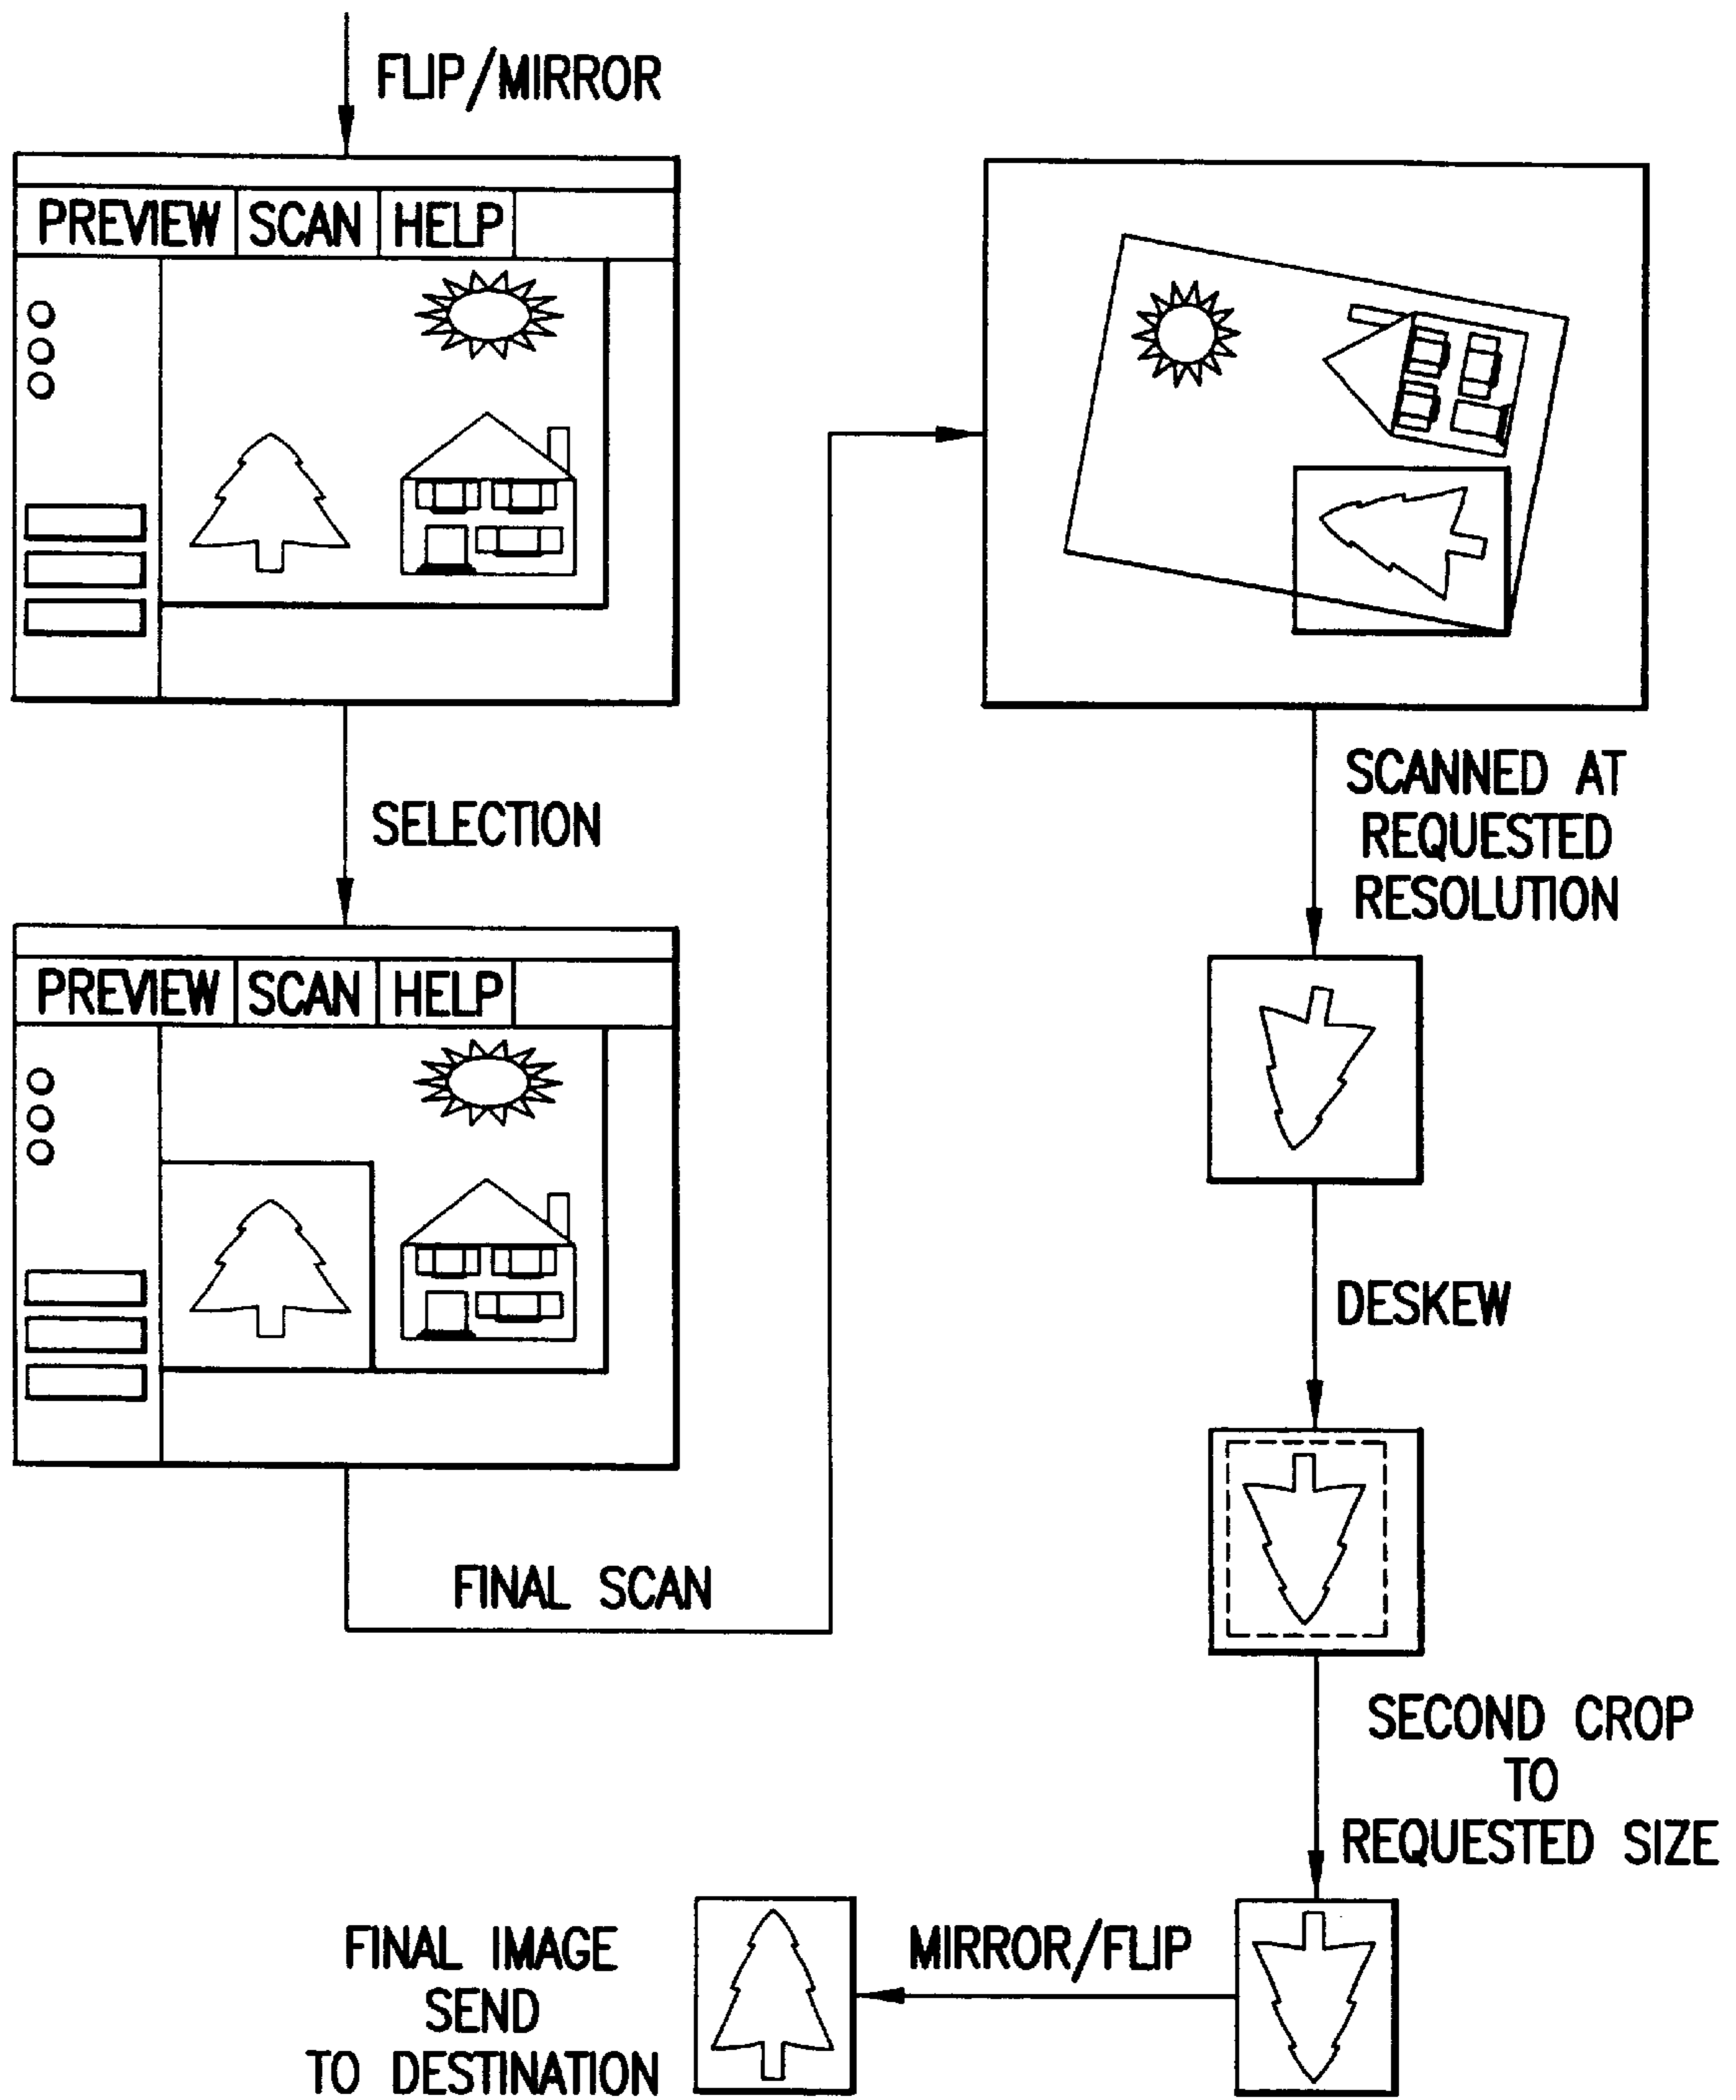 FLIP/MIRROR
PREVIEW SCAN HELP
SELECTION
PREVIEW SCAN HELP
FINAL SCAN
SCANNED AT
REQUESTED
RESOLUTION
DESKEW
SECOND CROP
TO
REQUESTED SIZE
MIRROR/FLIP
FINAL IMAGE
SEND
TO DESTINATION